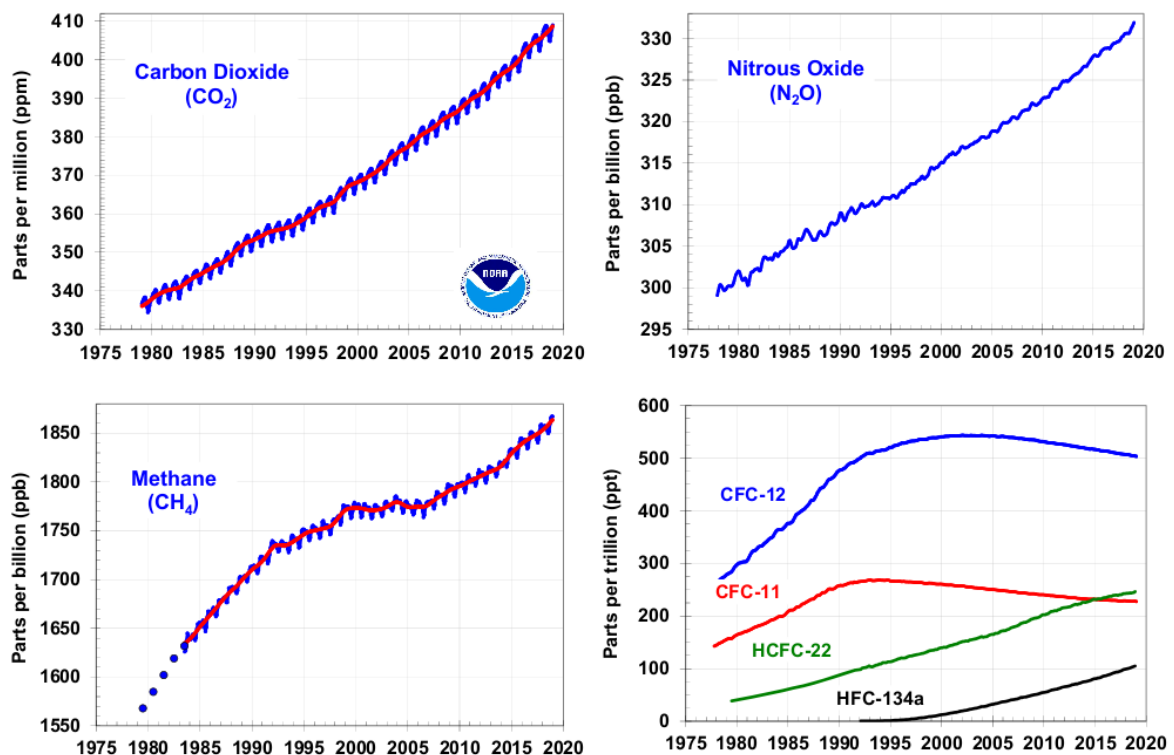 Parts per million (ppm)
410
400
390
380
370
360
350
340
330
Carbon Dioxide
(CO₂)
NOAA
1975 1980 1985 1990 1995 2000 2005 2010 2015 2020
Parts per billion (ppb)
330
325
320
315
310
305
300
295
Nitrous Oxide
(N₂O)
1975 1980 1985 1990 1995 2000 2005 2010 2015 2020
Parts per billion (ppb)
1850
1800
1750
1700
1650
1600
1550
Methane
(CH₄)
1975 1980 1985 1990 1995 2000 2005 2010 2015 2020
Parts per trillion (ppt)
600
500
400
300
200
100
0
CFC-12
CFC-11
HCFC-22
HFC-134a
1975 1980 1985 1990 1995 2000 2005 2010 2015 2020